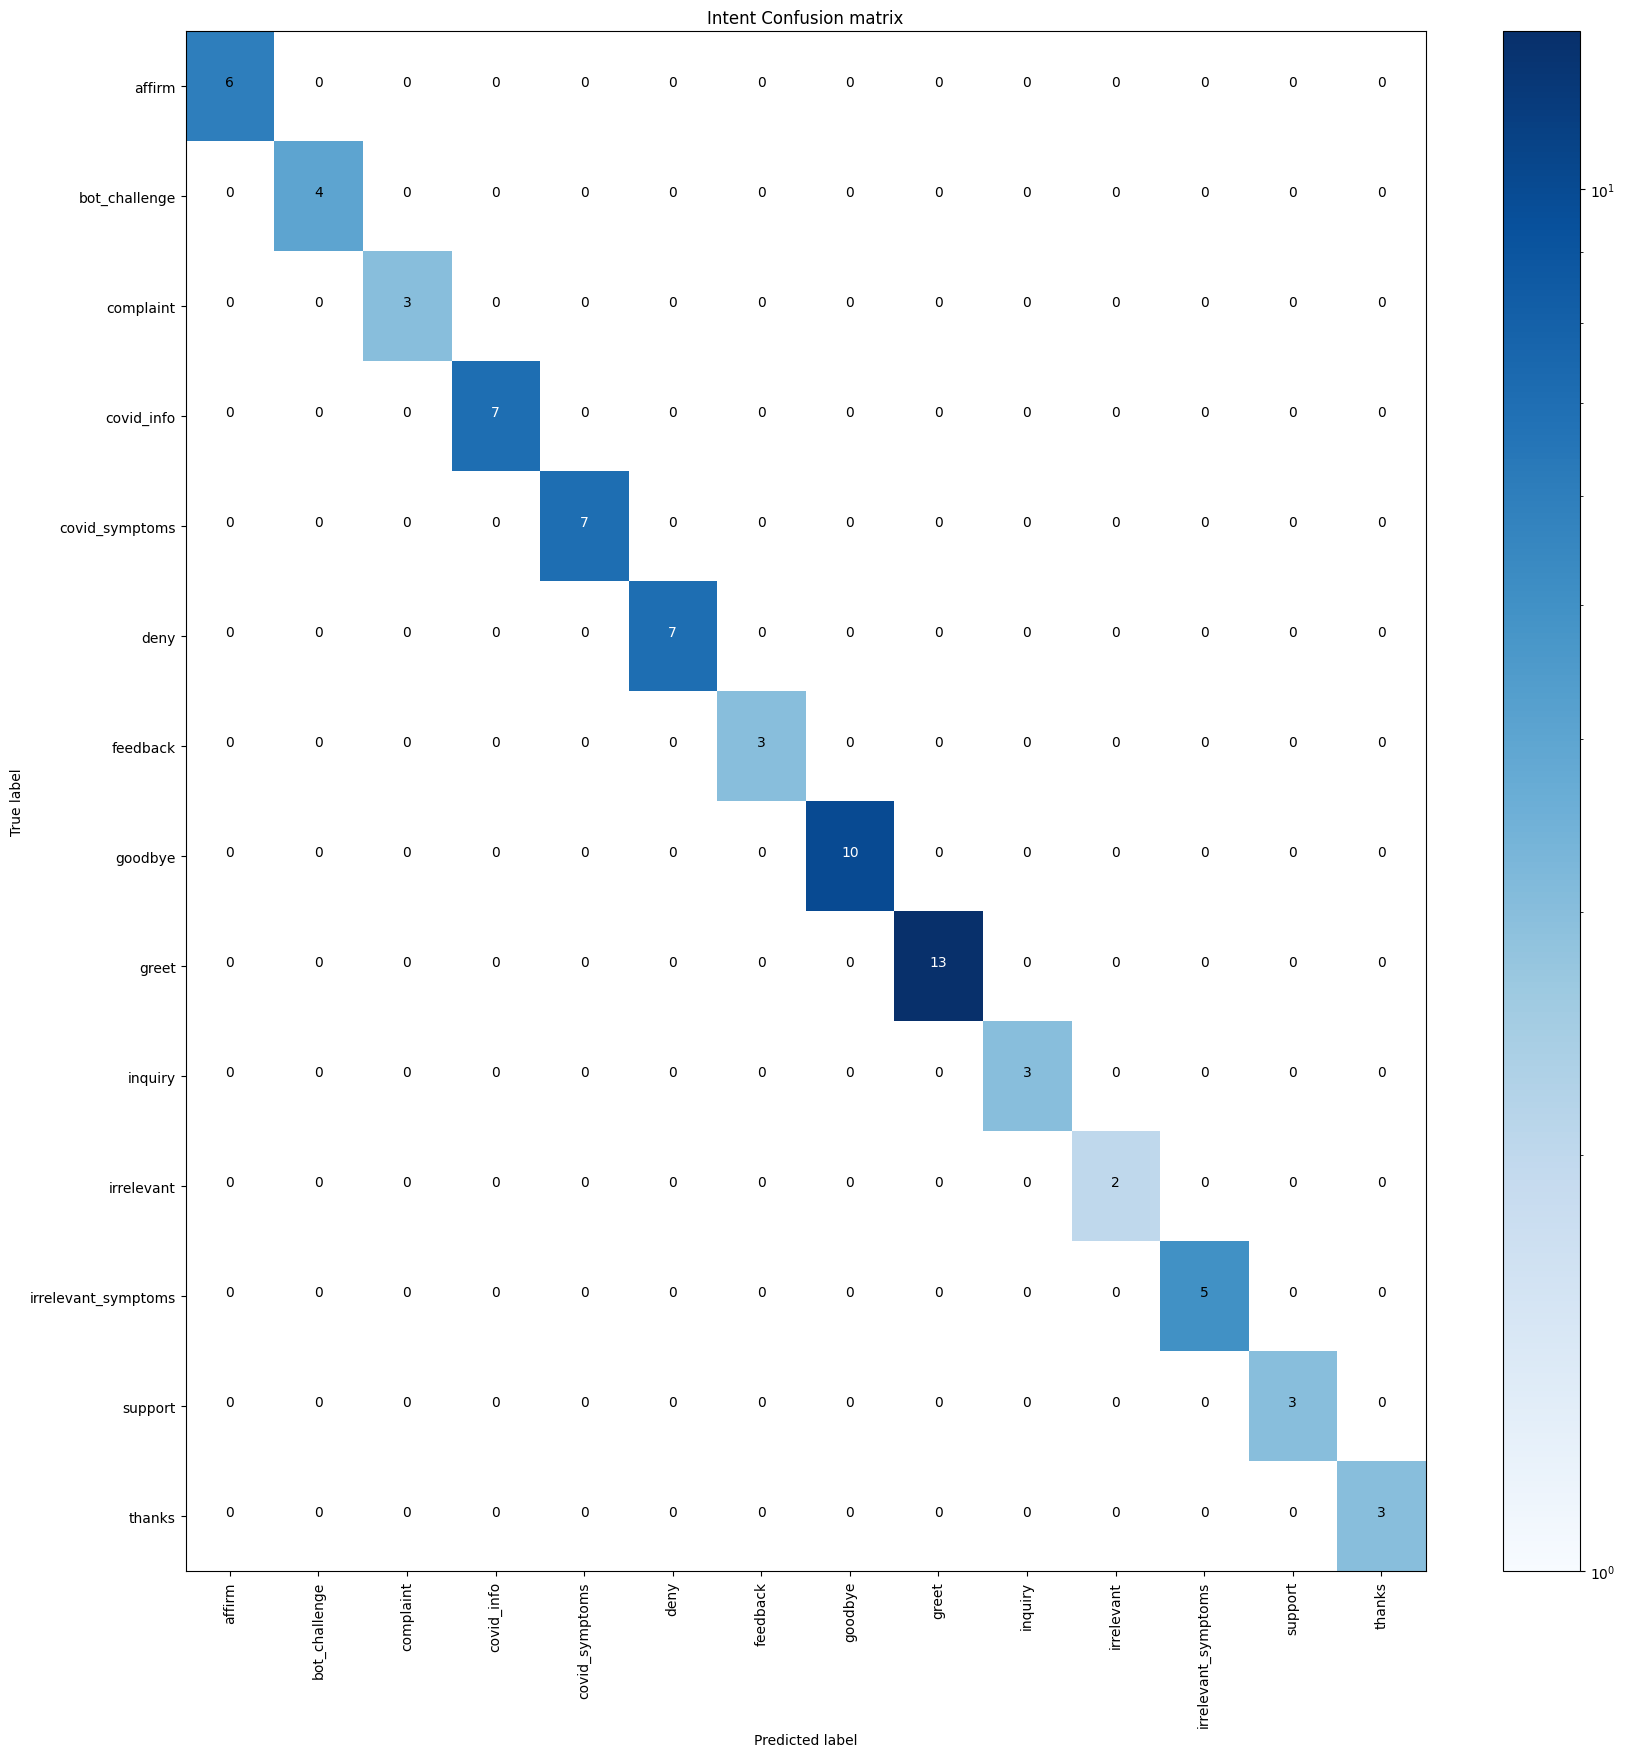 Intent Confusion matrix
affirm 6 0 0 0 0 0 0 0 0 0 0 0 0 0
bot_challenge 0 4 0 0 0 0 0 0 0 0 0 0 0 0
complaint 0 0 3 0 0 0 0 0 0 0 0 0 0 0
covid_info 0 0 0 7 0 0 0 0 0 0 0 0 0 0
covid_symptoms 0 0 0 0 7 0 0 0 0 0 0 0 0 0
deny 0 0 0 0 0 7 0 0 0 0 0 0 0 0
feedback 0 0 0 0 0 0 3 0 0 0 0 0 0 0
goodbye 0 0 0 0 0 0 0 10 0 0 0 0 0 0
greet 0 0 0 0 0 0 0 0 13 0 0 0 0 0
inquiry 0 0 0 0 0 0 0 0 0 3 0 0 0 0
irrelevant 0 0 0 0 0 0 0 0 0 0 2 0 0 0
irrelevant_symptoms 0 0 0 0 0 0 0 0 0 0 0 5 0 0
support 0 0 0 0 0 0 0 0 0 0 0 0 3 0
thanks 0 0 0 0 0 0 0 0 0 0 0 0 0 3
True label
affirm
bot_challenge
complaint
covid_info
covid_symptoms
deny
feedback
goodbye
greet
inquiry
irrelevant
irrelevant_symptoms
support
thanks
Predicted label
10¹
10⁰